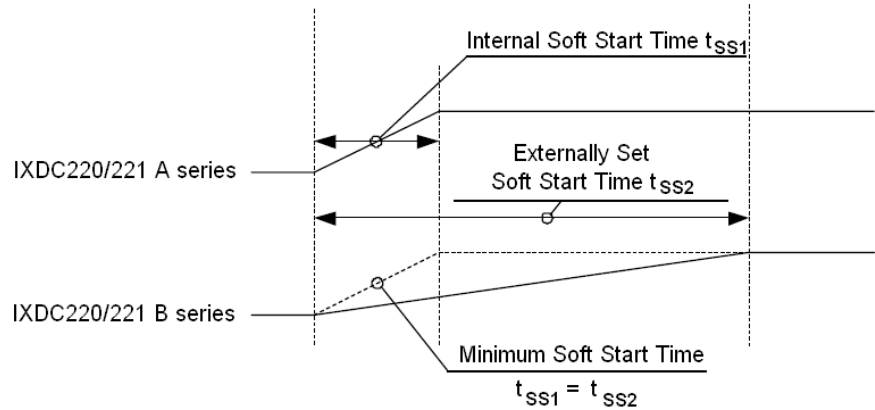 Internal Soft Start Time tSS1
IXDC220/221 A series
Externally Set
Soft Start Time tSS2
IXDC220/221 B series
Minimum Soft Start Time
tSS1 = tSS2